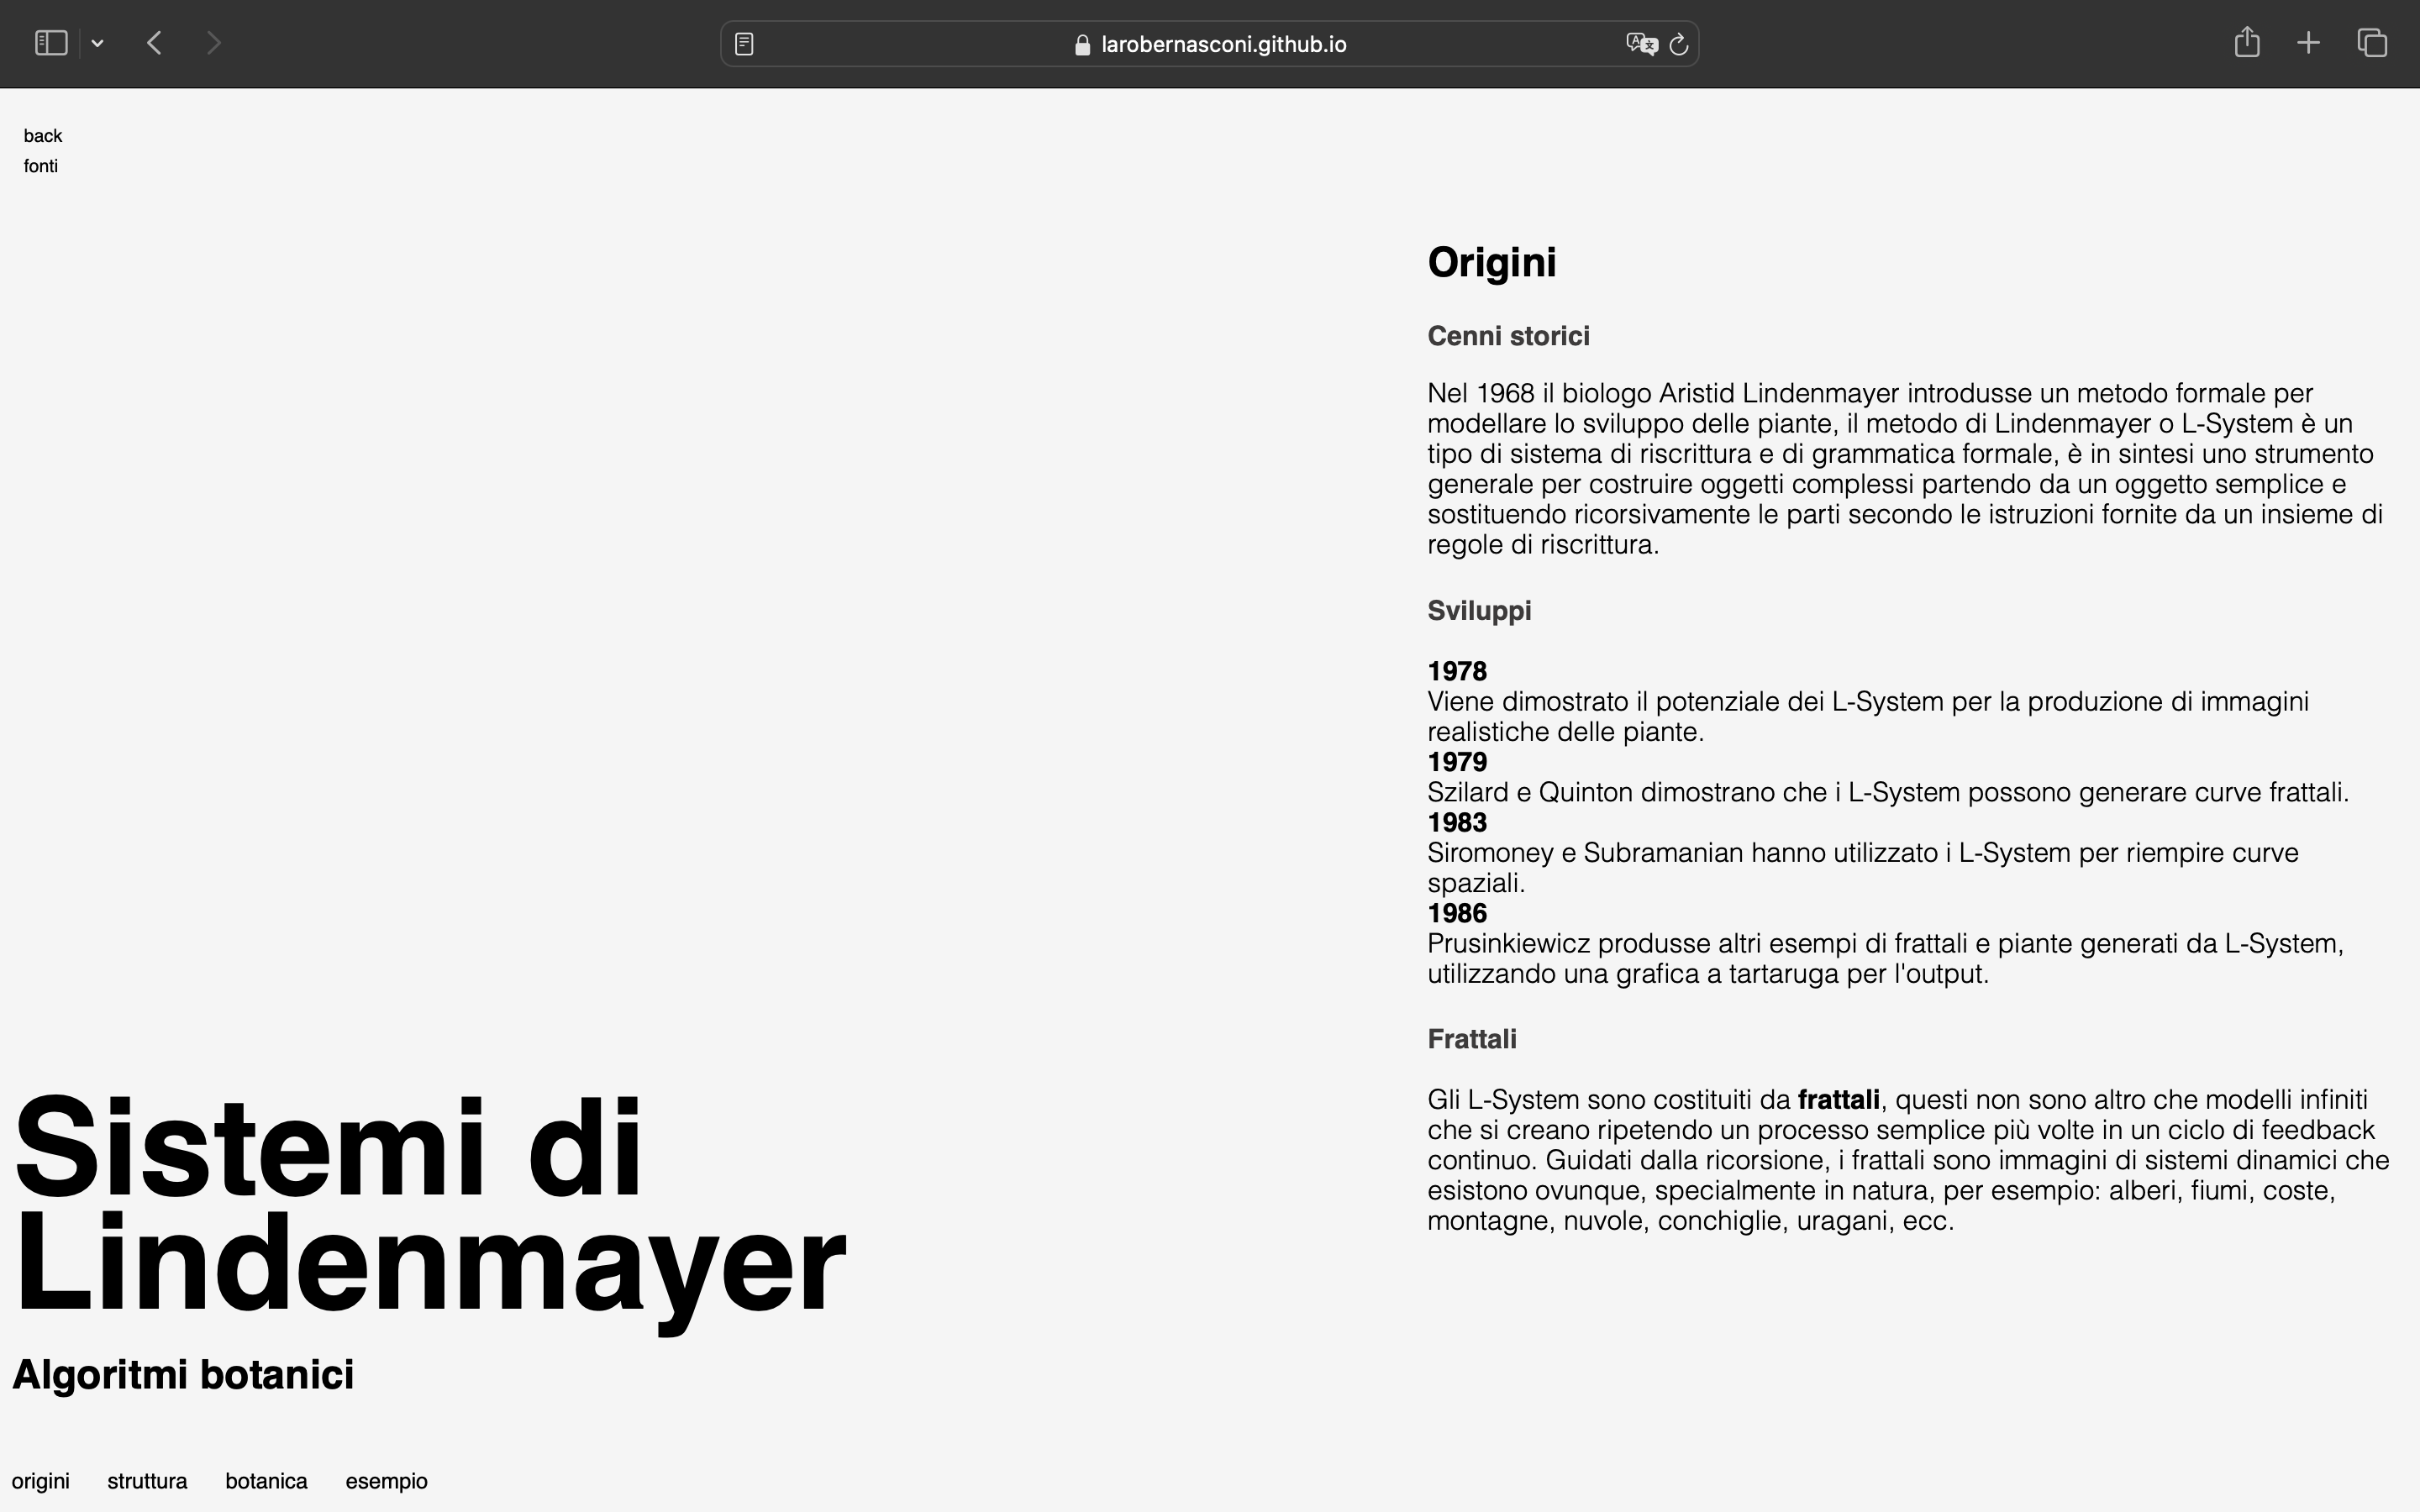 larobernasconi.github.io
back
fonti
Origini
Cenni storici
Nel 1968 il biologo Aristid Lindenmayer introdusse un metodo formale per
modellare lo sviluppo delle piante, il metodo di Lindenmayer o L-System è un
tipo di sistema di riscrittura e di grammatica formale, è in sintesi uno strumento
generale per costruire oggetti complessi partendo da un oggetto semplice e
sostituendo ricorsivamente le parti secondo le istruzioni fornite da un insieme di
regole di riscrittura.
Sviluppi
1978
Viene dimostrato il potenziale dei L-System per la produzione di immagini
realistiche delle piante.
1979
Szilard e Quinton dimostrano che i L-System possono generare curve frattali.
1983
Siromoney e Subramanian hanno utilizzato i L-System per riempire curve
spaziali.
1986
Prusinkiewicz produsse altri esempi di frattali e piante generati da L-System,
utilizzando una grafica a tartaruga per l'output.
Frattali
Gli L-System sono costituiti da frattali, questi non sono altro che modelli infiniti
che si creano ripetendo un processo semplice più volte in un ciclo di feedback
continuo. Guidati dalla ricorsione, i frattali sono immagini di sistemi dinamici che
esistono ovunque, specialmente in natura, per esempio: alberi, fiumi, coste,
montagne, nuvole, conchiglie, uragani, ecc.
Sistemi di
Lindenmayer
Algoritmi botanici
origini struttura botanica esempio